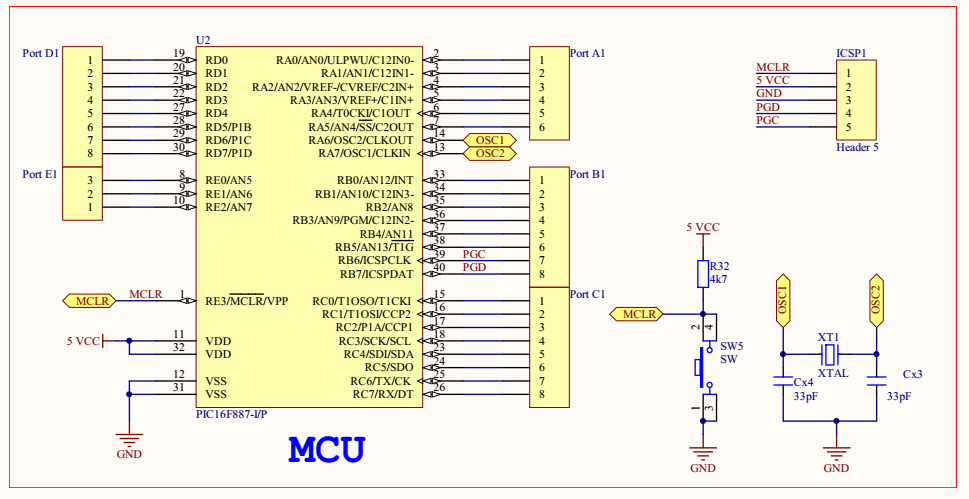 U2
Port D1
1 19 RD0
2 20 RD1
3 21 RD2
4 22 RD3
5 27 RD4
6 28 RD5/P1B
7 29 RD6/P1C
8 30 RD7/P1D
Port E1
3 8 RE0/AN5
2 9 RE1/AN6
1 10 RE2/AN7
MCLR MCLR 1 RE3/MCLR/VPP
5 VCC 11 VDD
32 VDD
12 VSS
31 VSS
GND
PIC16F887-I/P
Port A1
RA0/AN0/ULPWU/C12IN0- 2 1
RA1/AN1/C12IN1- 3 2
RA2/AN2/VREF-/CVREF/C2IN+ 4 3
RA3/AN3/VREF+/C1IN+ 5 4
RA4/T0CKI/C1OUT 6 5
RA5/AN4/SS/C2OUT 7 6
RA6/OSC2/CLKOUT 14 OSC1
RA7/OSC1/CLKIN 13 OSC2
Port B1
RB0/AN12/INT 33 1
RB1/AN10/C12IN3- 34 2
RB2/AN8 35 3
RB3/AN9/PGM/C12IN2- 36 4
RB4/AN11 37 5
RB5/AN13/T1G 38 6
RB6/ICSPCLK 39 PGC 7
RB7/ICSPDAT 40 PGD 8
Port C1
RC0/T1OSO/T1CKI 15 1
RC1/T1OSI/CCP2 16 2
RC2/P1A/CCP1 17 3
RC3/SCK/SCL 18 4
RC4/SDI/SDA 23 5
RC5/SDO 24 6
RC6/TX/CK 25 7
RC7/RX/DT 26 8
MCU
ICSP1
MCLR 1
5 VCC 2
GND 3
PGD 4
PGC 5
Header 5
5 VCC
R32
4k7
MCLR
2 4
SW5
SW
1 3
GND
OSC1 OSC2
XT1
XTAL
Cx4
33pF
Cx3
33pF
GND